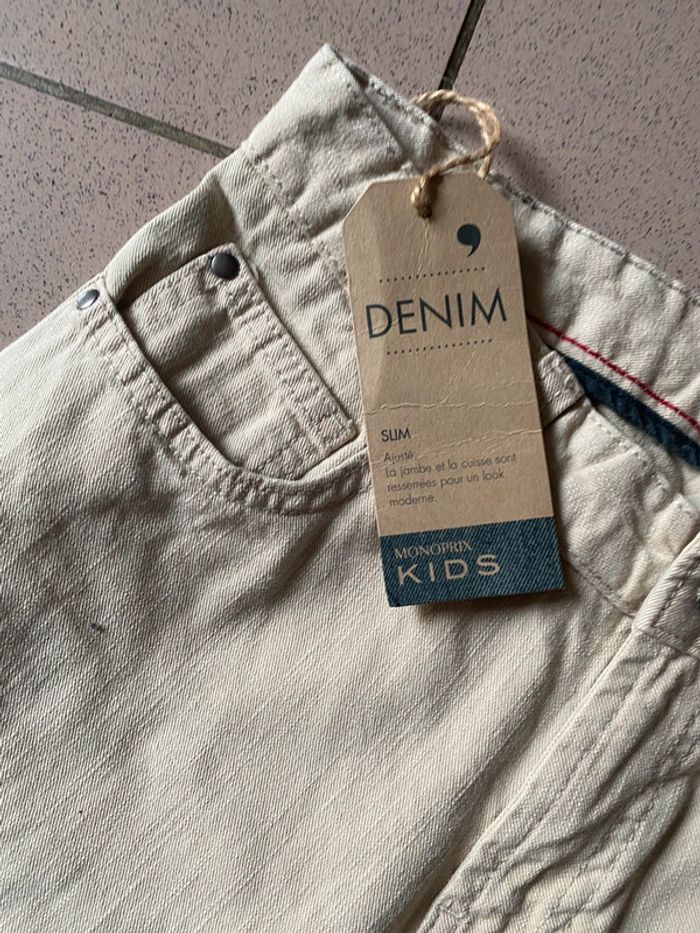 DENIM
SLIM
Ajusté.
La jambe et la cuisse sont
resserrées pour un look
moderne.
MONOPRIX
KIDS